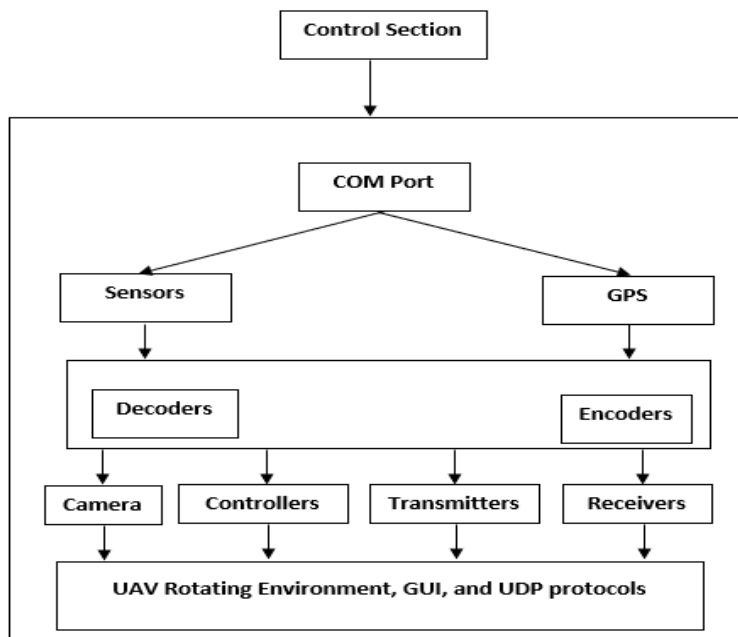 Control Section
COM Port
Sensors
GPS
Decoders
Encoders
Camera
Controllers
Transmitters
Receivers
UAV Rotating Environment, GUI, and UDP protocols